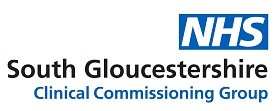 NHS
South Gloucestershire
Clinical Commissioning Group